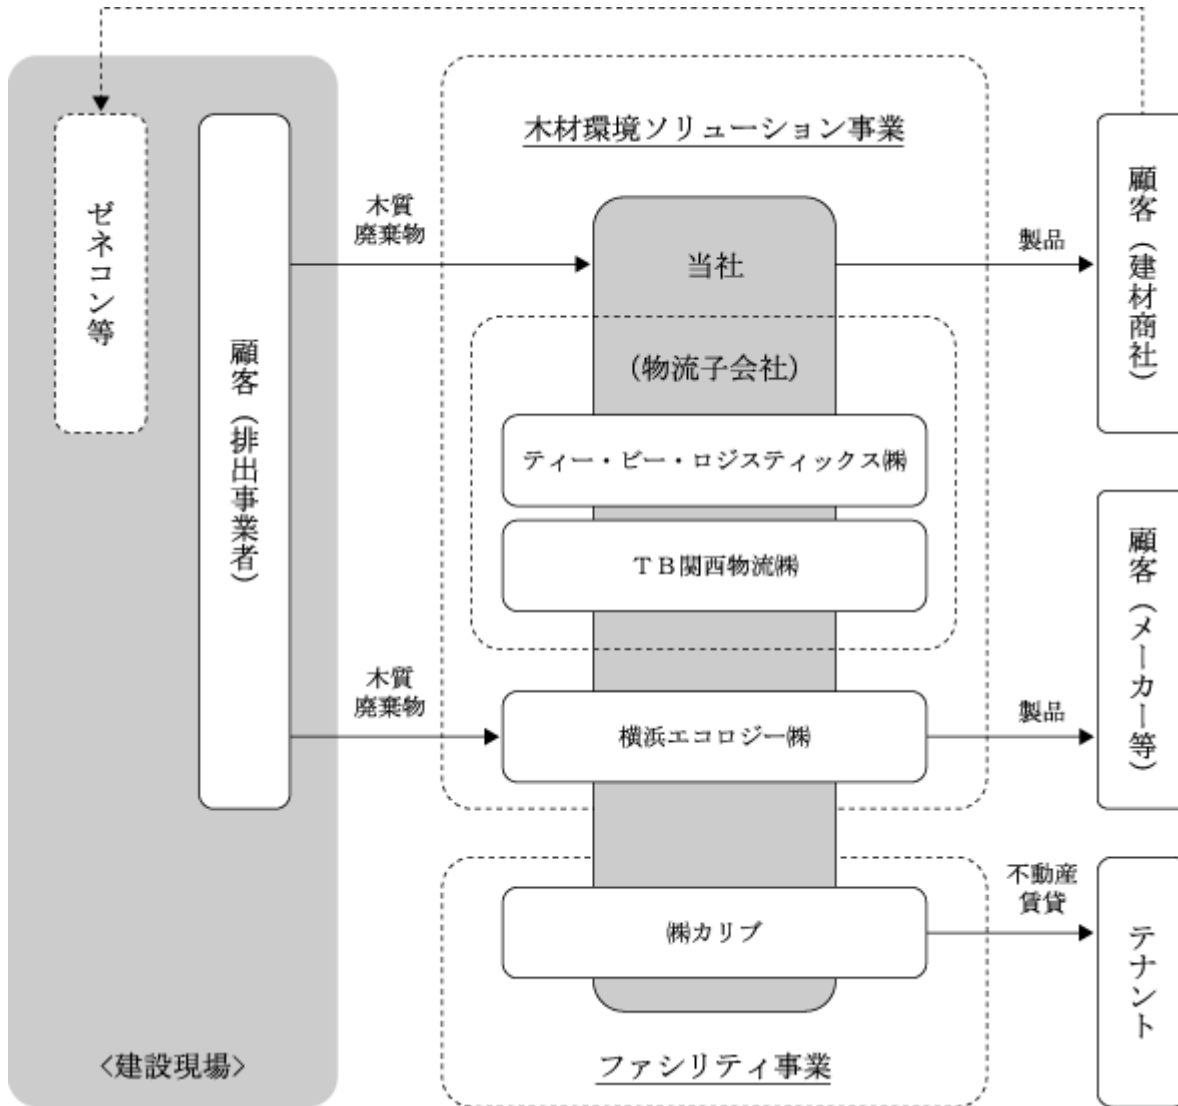 木材環境ソリューション事業
ゼネコン等
顧客（排出事業者）
木質
廃棄物
当社
製品
顧客（建材商社）
（物流子会社）
ティー・ビー・ロジスティックス㈱
ＴＢ関西物流㈱
木質
廃棄物
横浜エコロジー㈱
製品
顧客（メーカー等）
㈱カリブ
不動産
賃貸
テナント
<建設現場>
ファシリティ事業